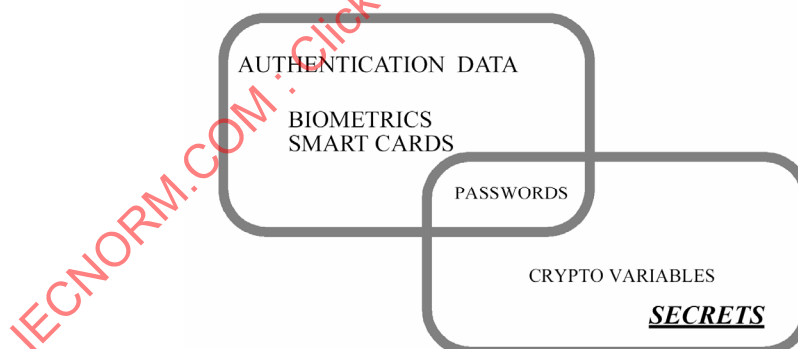 AUTHENTICATION DATA
BIOMETRICS
SMART CARDS
PASSWORDS
CRYPTO VARIABLES
SECRETS
IECNORM.COM : Click